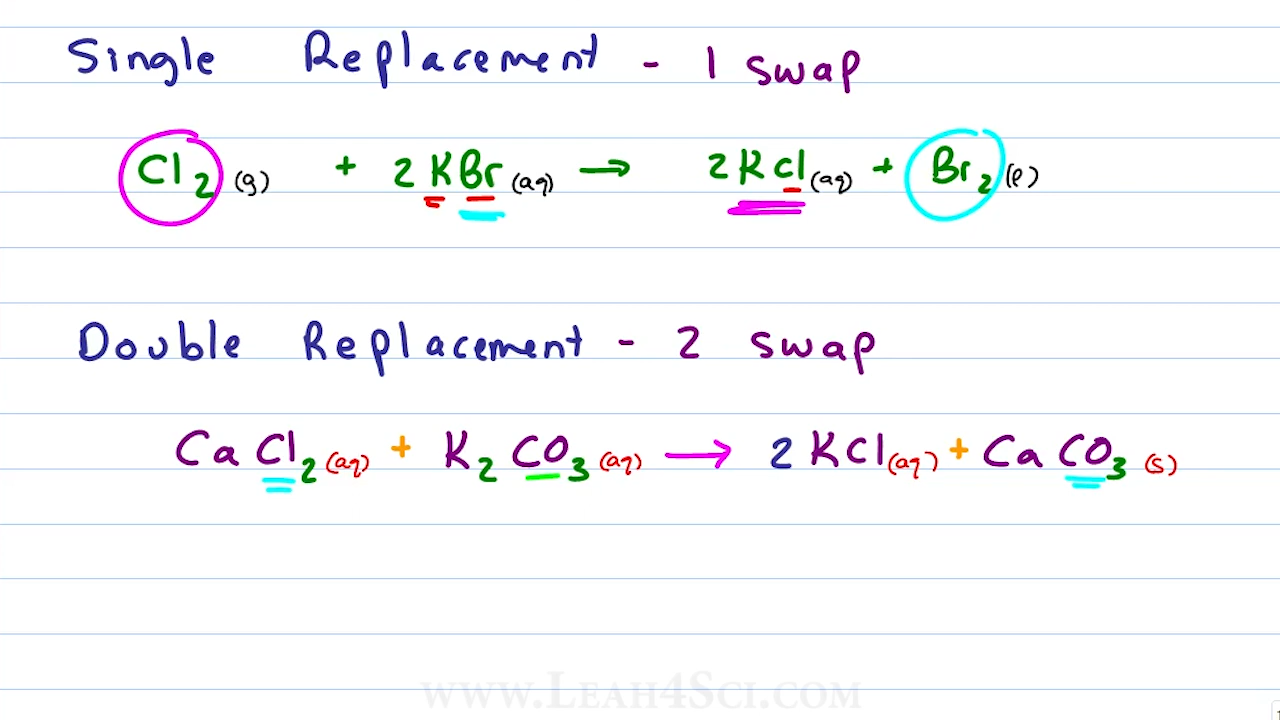 Single Replacement - 1 swap
Cl₂ (g) + 2 KBr (aq) → 2 KCl (aq) + Br₂ (l)
Double Replacement - 2 swap
CaCl₂ (aq) + K₂CO₃ (aq) → 2 KCl (aq) + CaCO₃ (s)
www.Leah4Sci.com